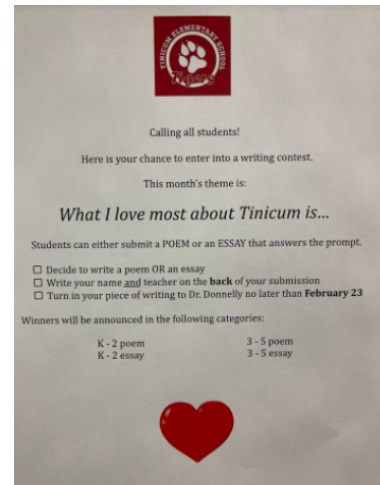 TINICUM ELEMENTARY SCHOOL
Tigers
Calling all students!
Here is your chance to enter into a writing contest.
This month's theme is:
What I love most about Tinicum is...
Students can either submit a POEM or an ESSAY that answers the prompt.
☐ Decide to write a poem OR an essay
☐ Write your name and teacher on the back of your submission
☐ Turn in your piece of writing to Dr. Donnelly no later than February 23
Winners will be announced in the following categories:
K - 2 poem 3 - 5 poem
K - 2 essay 3 - 5 essay